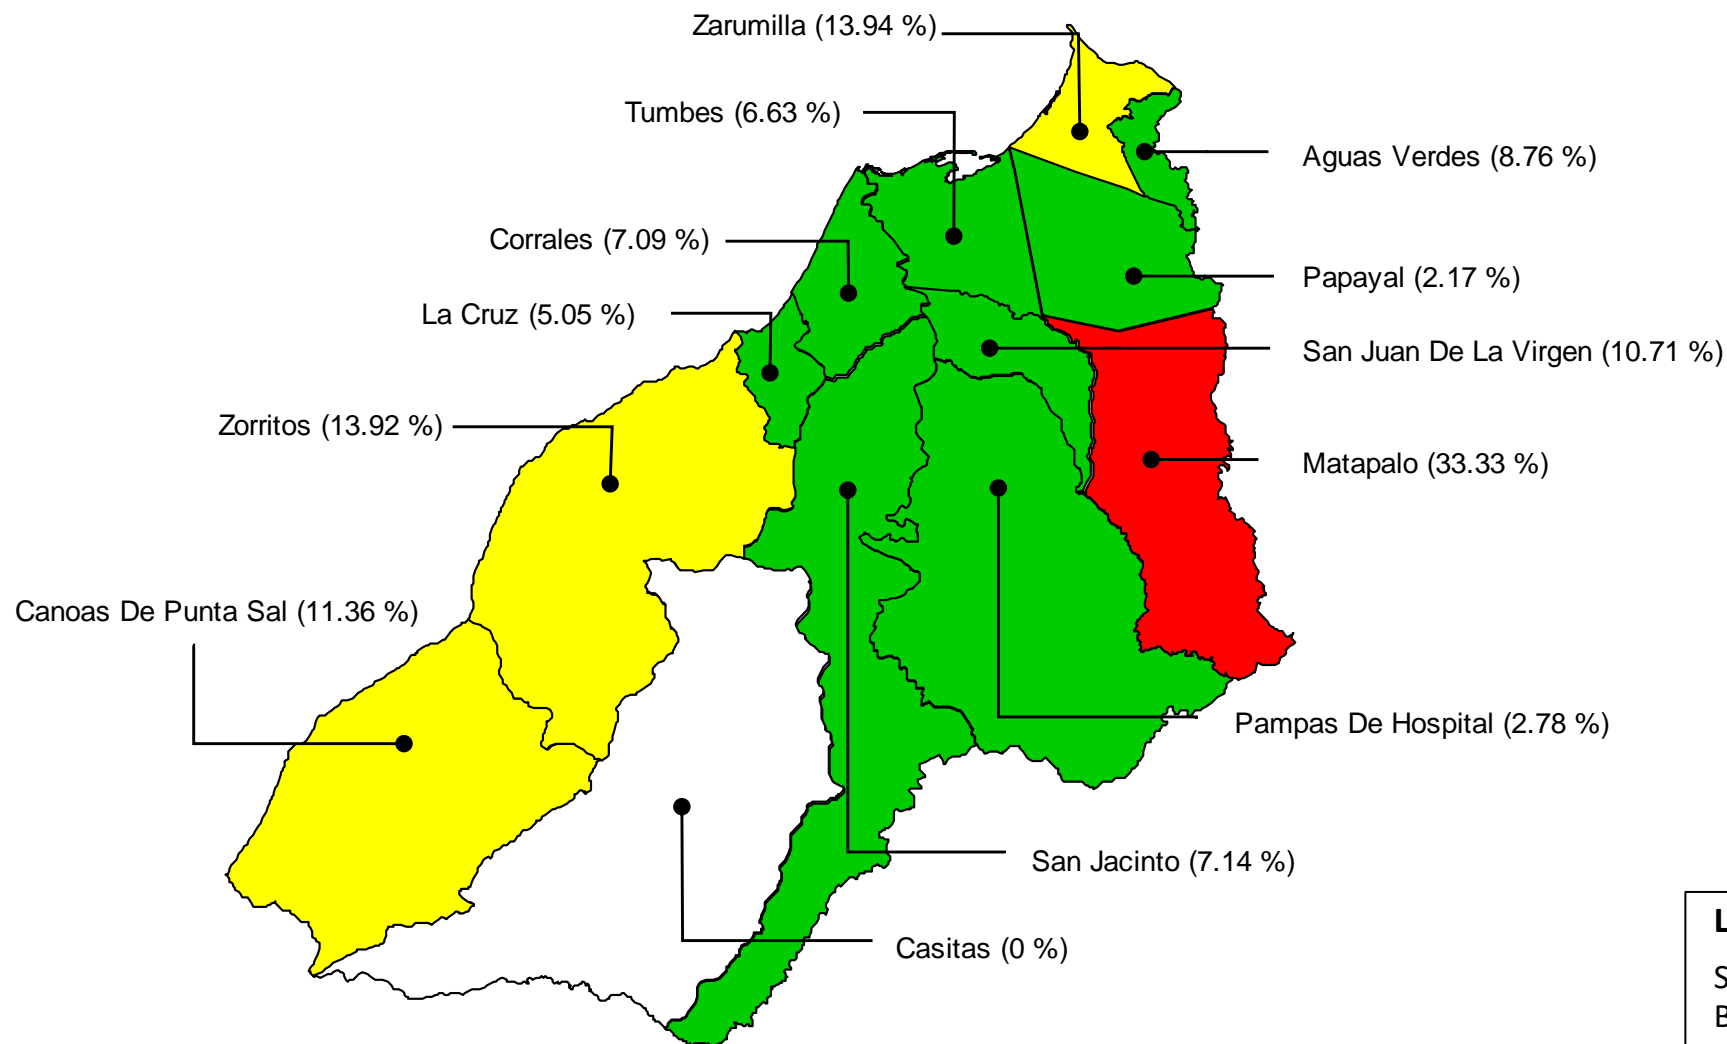 Zarumilla (13.94 %)
Tumbes (6.63 %)
Aguas Verdes (8.76 %)
Corrales (7.09 %)
Papayal (2.17 %)
La Cruz (5.05 %)
San Juan De La Virgen (10.71 %)
Zorritos (13.92 %)
Matapalo (33.33 %)
Canoas De Punta Sal (11.36 %)
Pampas De Hospital (2.78 %)
San Jacinto (7.14 %)
Casitas (0 %)
L
S
B